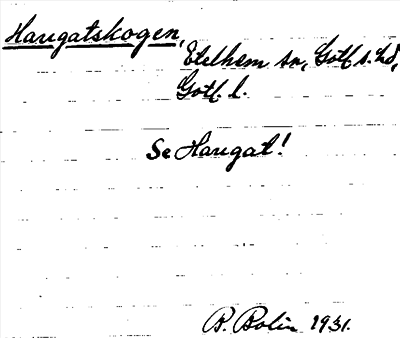 Haugatskogen,
Etelhem sn, Gotl. s. hd,
Gotl. l.
Se Haugat!
B. Bolin 1931.